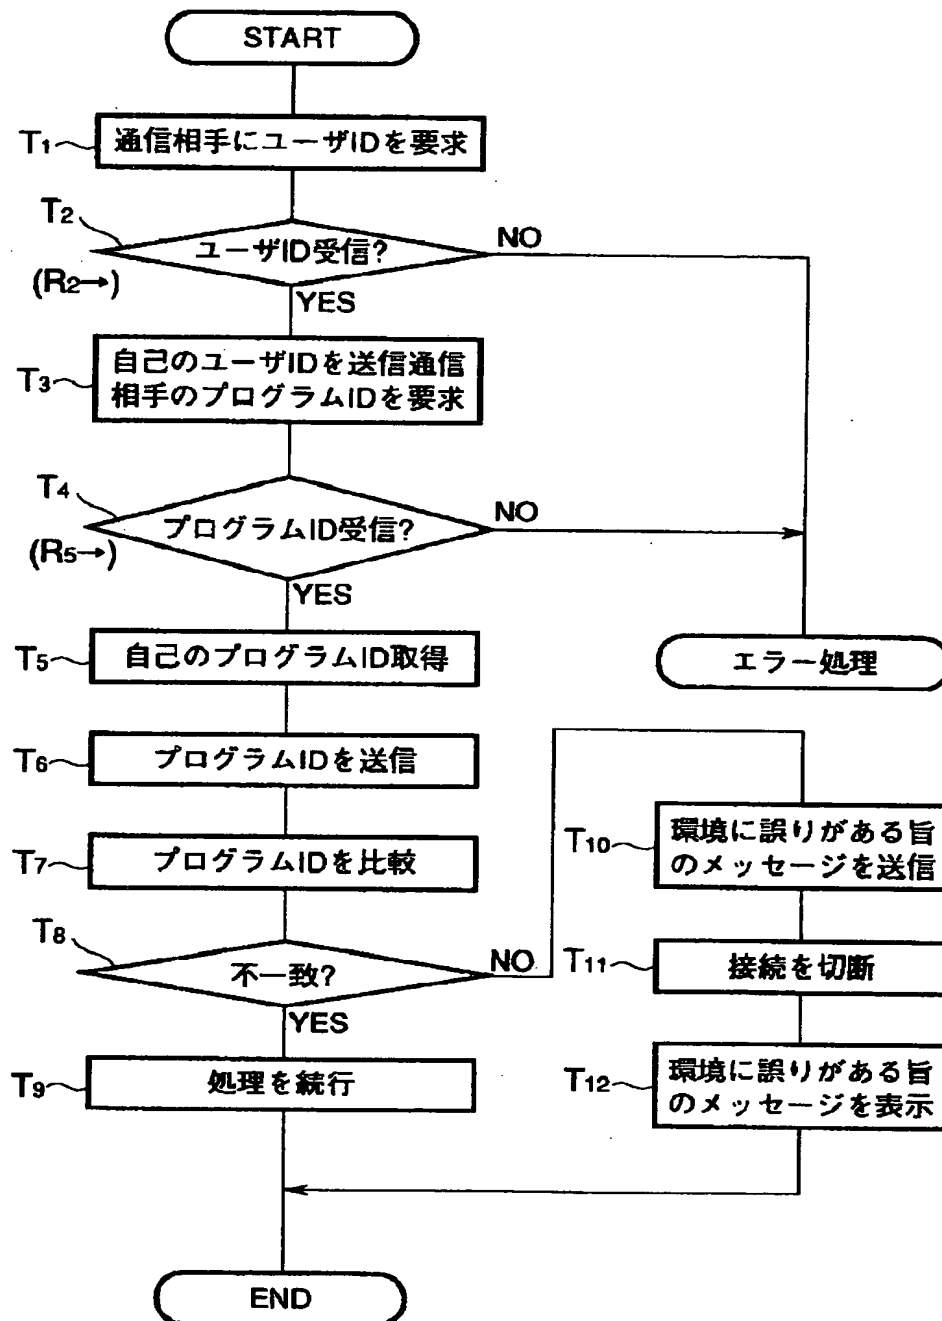 START
T1
通信相手にユーザIDを要求
T2
ユーザID受信?
NO
(R2→)
YES
T3
自己のユーザIDを送信通信
相手のプログラムIDを要求
T4
プログラムID受信?
NO
(R5→)
YES
T5
自己のプログラムID取得
エラー処理
T6
プログラムIDを送信
T7
プログラムIDを比較
T8
不一致?
NO
YES
T9
処理を続行
T10
環境に誤りがある旨
のメッセージを送信
T11
接続を切断
T12
環境に誤りがある旨
のメッセージを表示
END